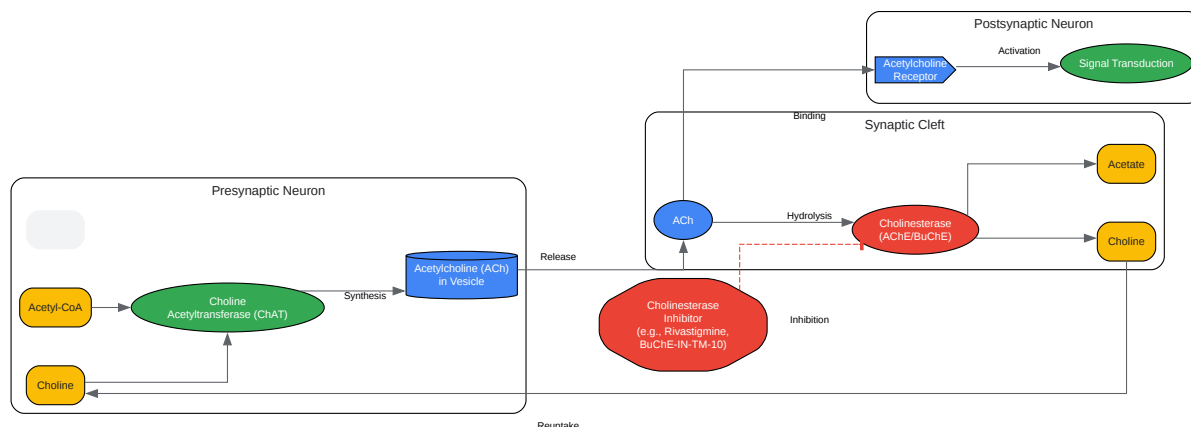 Postsynaptic Neuron
Acetylcholine
Receptor
Activation
Signal Transduction
Binding
Synaptic Cleft
Acetate
ACh
Hydrolysis
Cholinesterase
(AChE/BuChE)
Choline
Presynaptic Neuron
Acetylcholine (ACh)
in Vesicle
Release
Synthesis
Acetyl-CoA
Choline
Acetyltransferase (ChAT)
Cholinesterase
Inhibitor
(e.g., Rivastigmine,
BuChE-IN-TM-10)
Inhibition
Choline
Reuptake